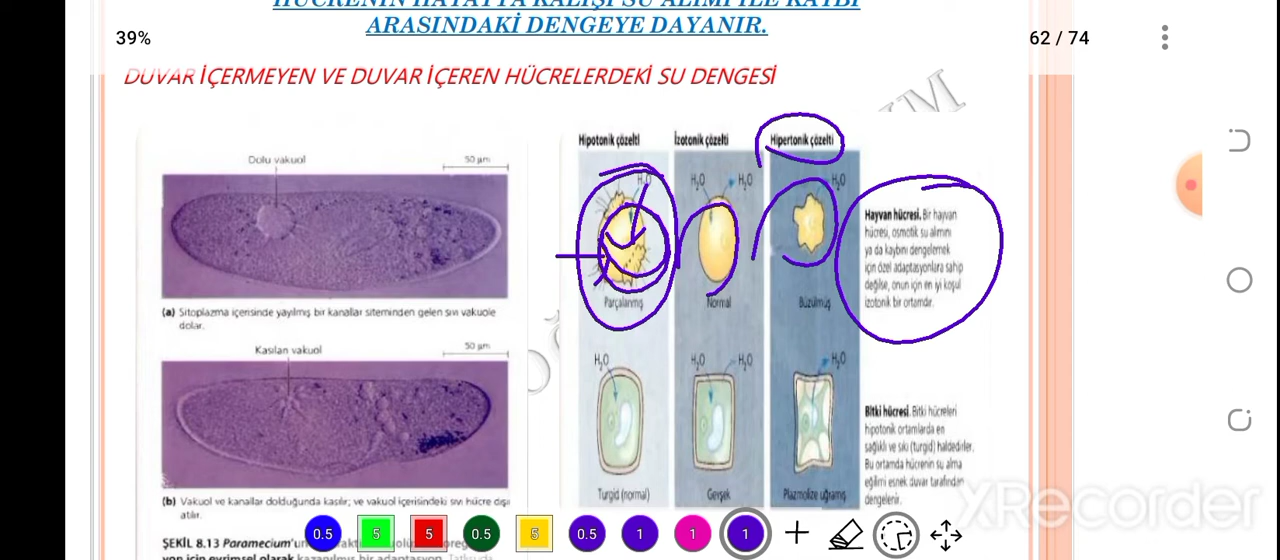 HÜCRENİN HAYATTA KALIŞI SU ALIMI İLE KAYBI
ARASINDAKİ DENGEYE DAYANIR.
39%
62 / 74
DUVAR İÇERMEYEN VE DUVAR İÇEREN HÜCRELERDEKİ SU DENGESİ
Dolu vakuol
50 µm
(a) Sitoplazma içerisinde yayılmış bir kanallar siteminden gelen sıvı vakuole
dolar.
Kasılan vakuol
50 µm
(b) Vakuol ve kanallar dolduğunda kasılır; ve vakuol içerisindeki sıvı hücre dışı
atılır.
ŞEKİL 8.13 Paramecium'un
yon için evrimsel olarak kazanılmış bir adaptasyon.
Hipotonik çözelti
İzotonik çözelti
Hipertonik çözelti
H₂O
H₂O
H₂O
H₂O
Parçalanmış
Normal
Büzülmüş
Hayvan hücresi. Bir hayvan
hücresi, osmotik su alımını
ya da kaybını dengelemek
için özel adaptasyonlara sahip
değilse, onun için en iyi koşul
izotonik bir ortamdır.
H₂O
H₂O
H₂O
H₂O
Turgid (normal)
Gevşek
Plazmolize uğramış
Bitki hücresi. Bitki hücreleri
hipotonik ortamlarda en
sağlıklı ve sıkı (turgid) haldedirler.
Bu ortamda hücrenin su alma
eğilimi esnek duvar tarafından
dengelenir.
0.5
5
5
0.5
5
0.5
1
1
1
XRecorder